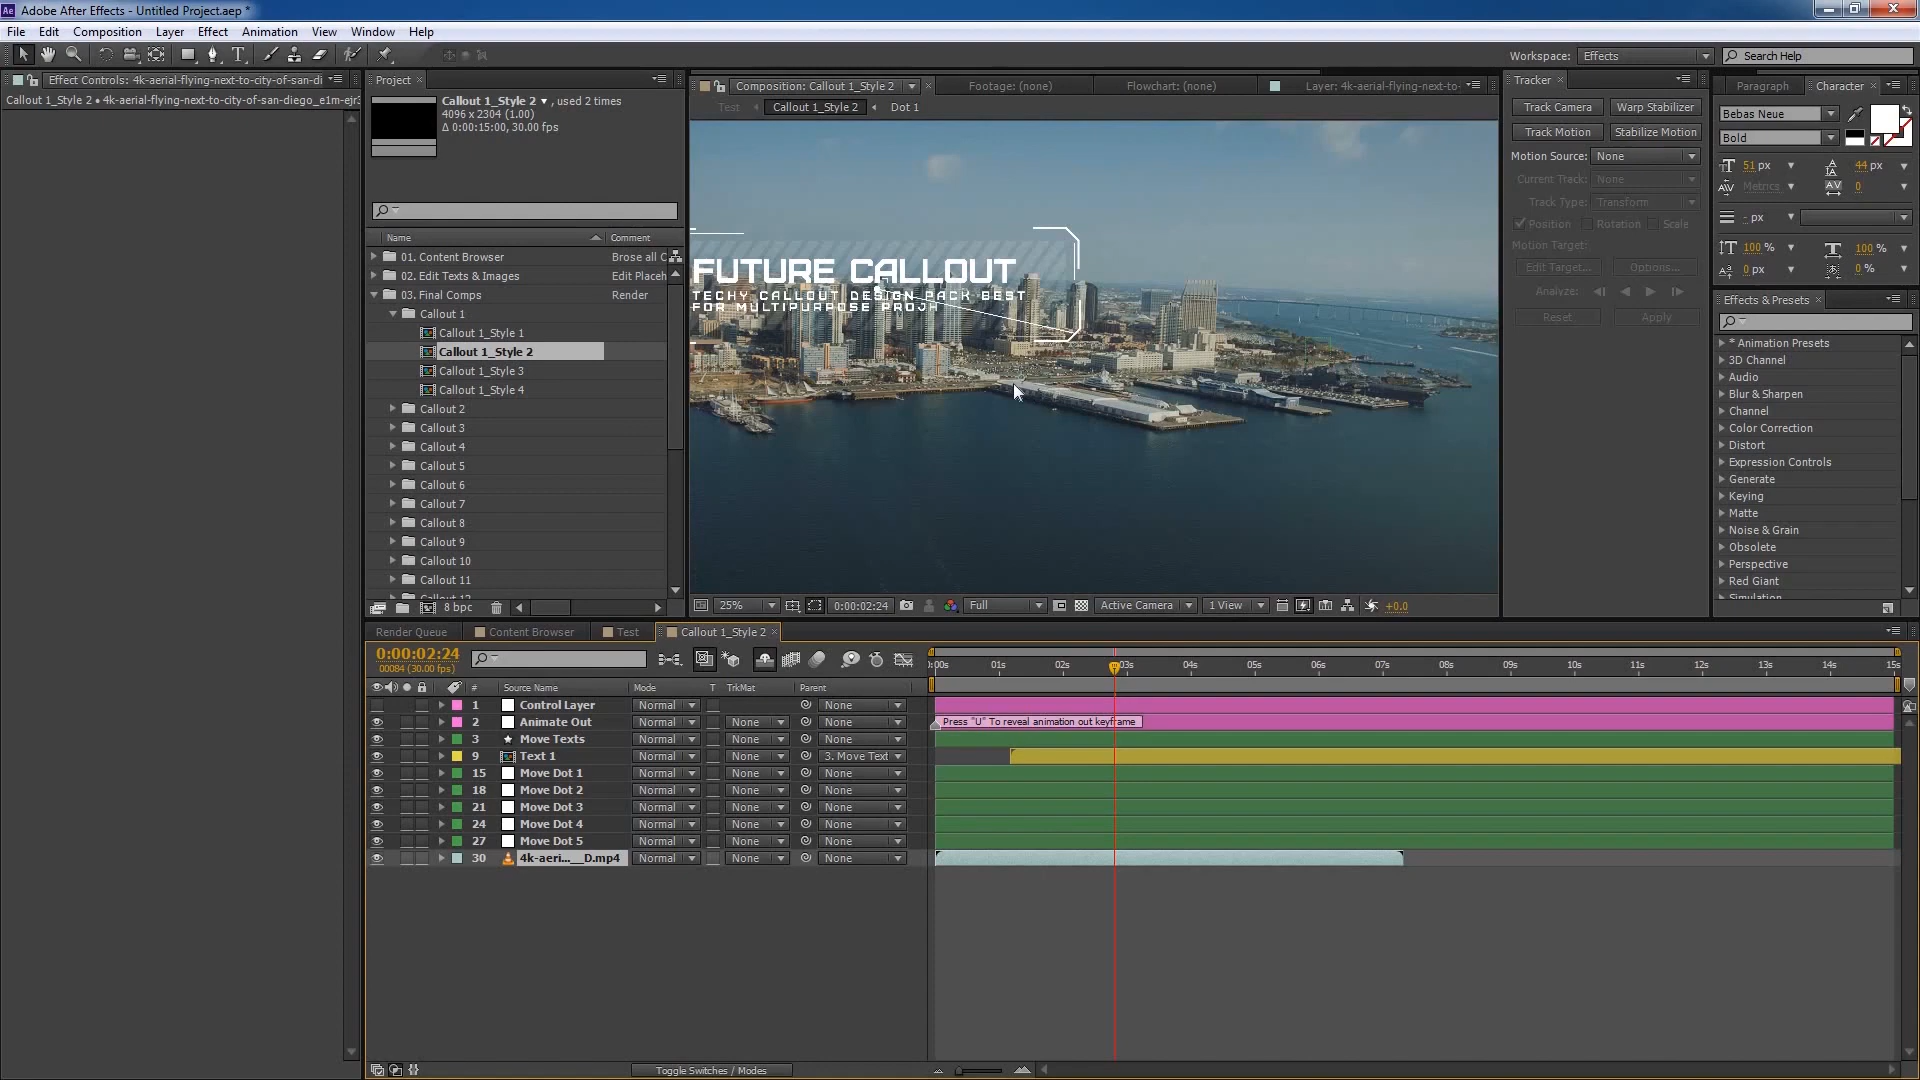 Adobe After Effects - Untitled Project.aep *
File Edit Composition Layer Effect Animation View Window Help
Workspace: Effects
Search Help
Effect Controls: 4k-aerial-flying-next-to-city-of-san-di
Callout 1_Style 2 • 4k-aerial-flying-next-to-city-of-san-diego_e1m-ejr3
Project
Callout 1_Style 2 , used 2 times
4096 x 2304 (1.00)
Δ 0:00:15:00, 30.00 fps
Name Comment
01. Content Browser Brose all C
02. Edit Texts & Images Edit Placeh
03. Final Comps Render
Callout 1
Callout 1_Style 1
Callout 1_Style 2
Callout 1_Style 3
Callout 1_Style 4
Callout 2
Callout 3
Callout 4
Callout 5
Callout 6
Callout 7
Callout 8
Callout 9
Callout 10
Callout 11
8 bpc
Composition: Callout 1_Style 2 Footage: (none) Flowchart: (none) Layer: 4k-aerial-flying-next-to-
Test Callout 1_Style 2 Dot 1
FUTURE CALLOUT
TECHY CALLOUT DESIGN PACK BEST
FOR MULTIPURPOSE PROJH
25% 0:00:02:24 Full Active Camera 1 View +0.0
Tracker
Track Camera Warp Stabilizer
Track Motion Stabilize Motion
Motion Source: None
Current Track: None
Track Type: Transform
Position Rotation Scale
Motion Target:
Edit Target... Options...
Analyze:
Reset Apply
Paragraph Character
Bebas Neue
Bold
51 px 44 px
Metrics 0
- px
100 % 100 %
0 px 0 %
Effects & Presets
* Animation Presets
3D Channel
Audio
Blur & Sharpen
Channel
Color Correction
Distort
Expression Controls
Generate
Keying
Matte
Noise & Grain
Obsolete
Perspective
Red Giant
Simulation
Render Queue Content Browser Test Callout 1_Style 2
0:00:02:24
00084 (30.00 fps)
:00s 01s 02s 03s 04s 05s 06s 07s 08s 09s 10s 11s 12s 13s 14s 15s
# Source Name Mode T TrkMat Parent
1 Control Layer Normal None
2 Animate Out Normal None None
Press "U" To reveal animation out keyframe
3 Move Texts Normal None None
9 Text 1 Normal None 3. Move Text
15 Move Dot 1 Normal None None
18 Move Dot 2 Normal None None
21 Move Dot 3 Normal None None
24 Move Dot 4 Normal None None
27 Move Dot 5 Normal None None
30 4k-aeri...__D.mp4 Normal None None
Toggle Switches / Modes